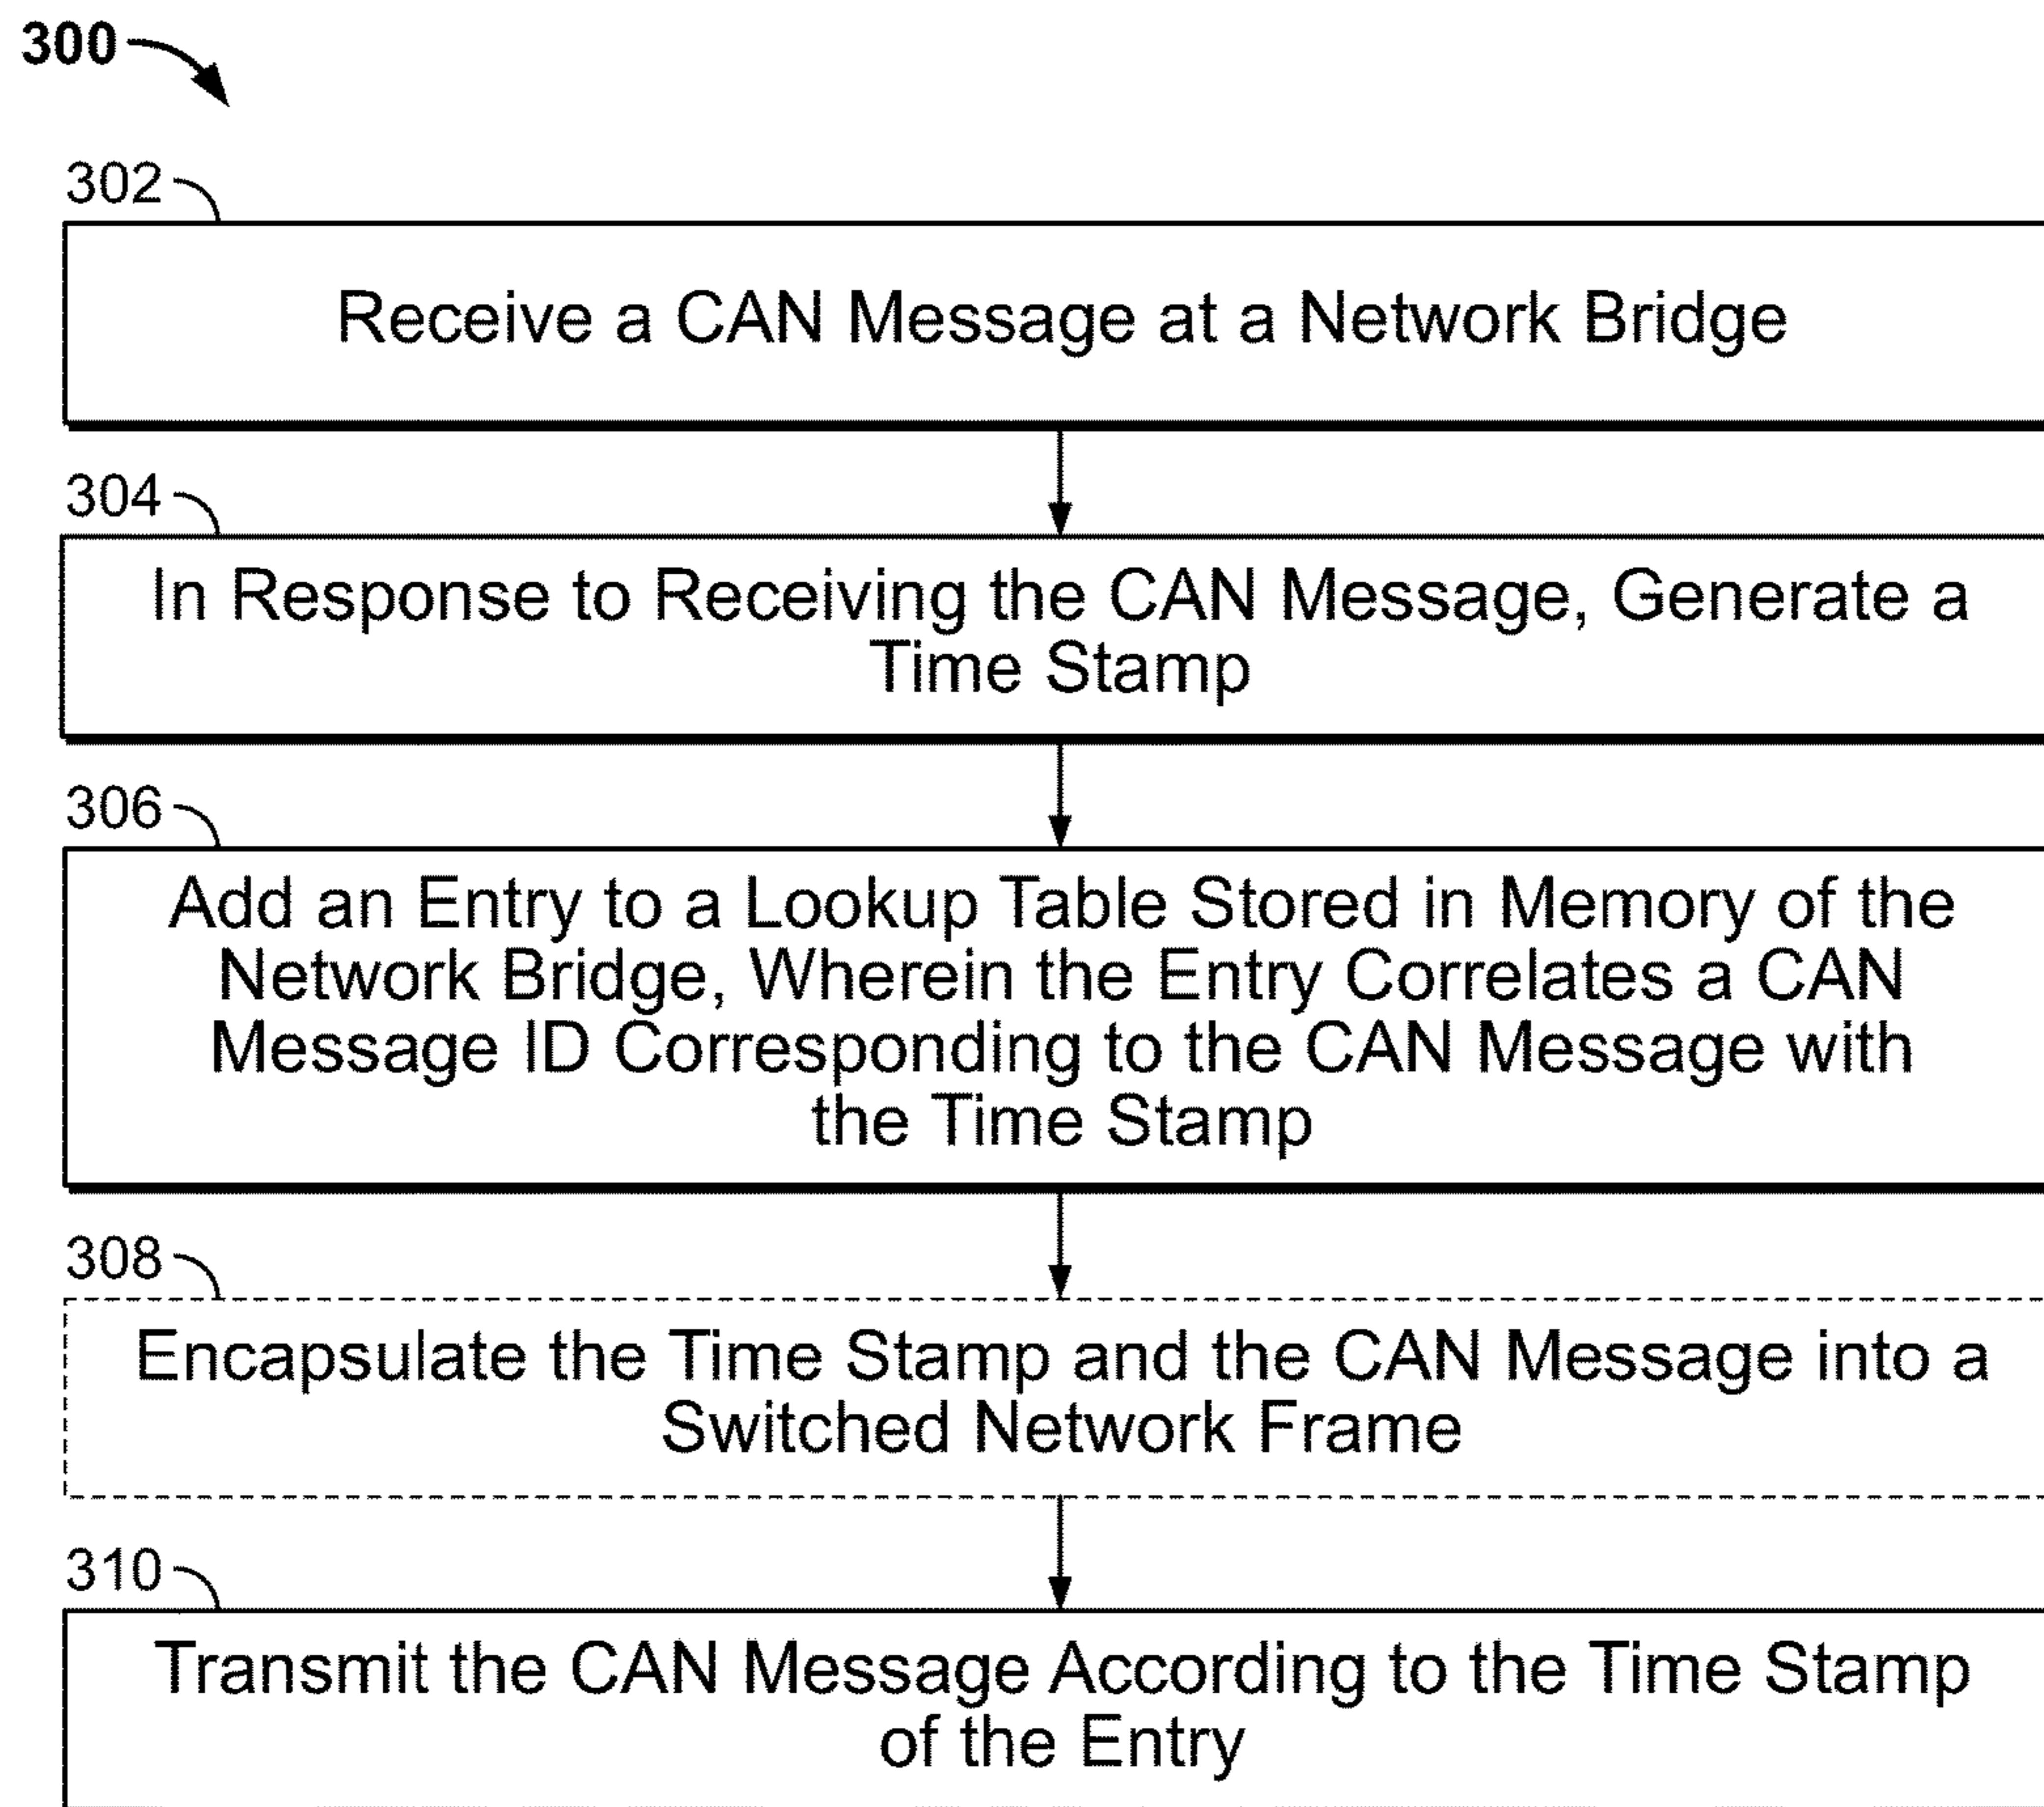 300
302
Receive a CAN Message at a Network Bridge
304
In Response to Receiving the CAN Message, Generate a
Time Stamp
306
Add an Entry to a Lookup Table Stored in Memory of the
Network Bridge, Wherein the Entry Correlates a CAN
Message ID Corresponding to the CAN Message with
the Time Stamp
308
Encapsulate the Time Stamp and the CAN Message into a
Switched Network Frame
310
Transmit the CAN Message According to the Time Stamp
of the Entry